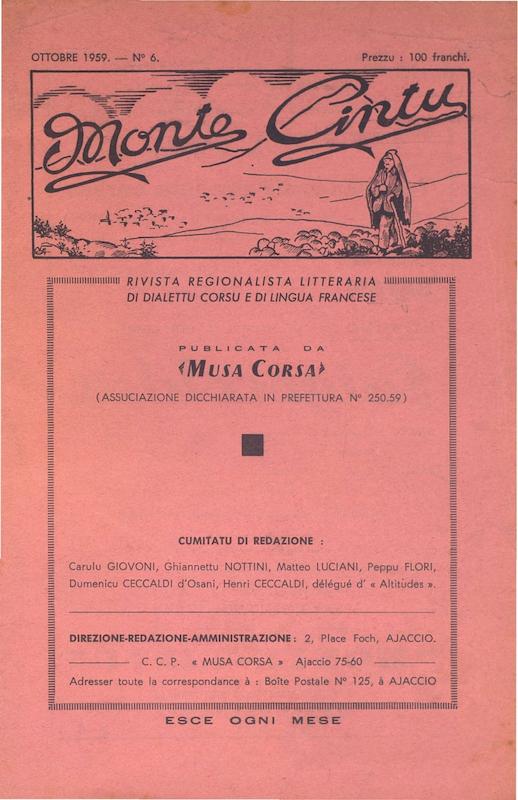 OTTOBRE 1959. — Nº 6.
Prezzu : 100 franchi.
Monte Cintu
RIVISTA REGIONALISTA LITTERARIA
DI DIALETTU CORSU E DI LINGUA FRANCESE
PUBLICATA DA
«MUSA CORSA»
(ASSUCIAZIONE DICCHIARATA IN PREFETTURA Nº 250.59)
CUMITATU DI REDAZIONE :
Carulu GIOVONI, Ghiannettu NOTTINI, Matteo LUCIANI, Peppu FLORI,
Dumenicu CECCALDI d'Osani, Henri CECCALDI, délégué d' « Altitudes ».
DIREZIONE-REDAZIONE-AMMINISTRAZIONE : 2, Place Foch, AJACCIO.
C. C. P. « MUSA CORSA » Ajaccio 75-60
Adresser toute la correspondance à : Boîte Postale Nº 125, à AJACCIO
ESCE OGNI MESE